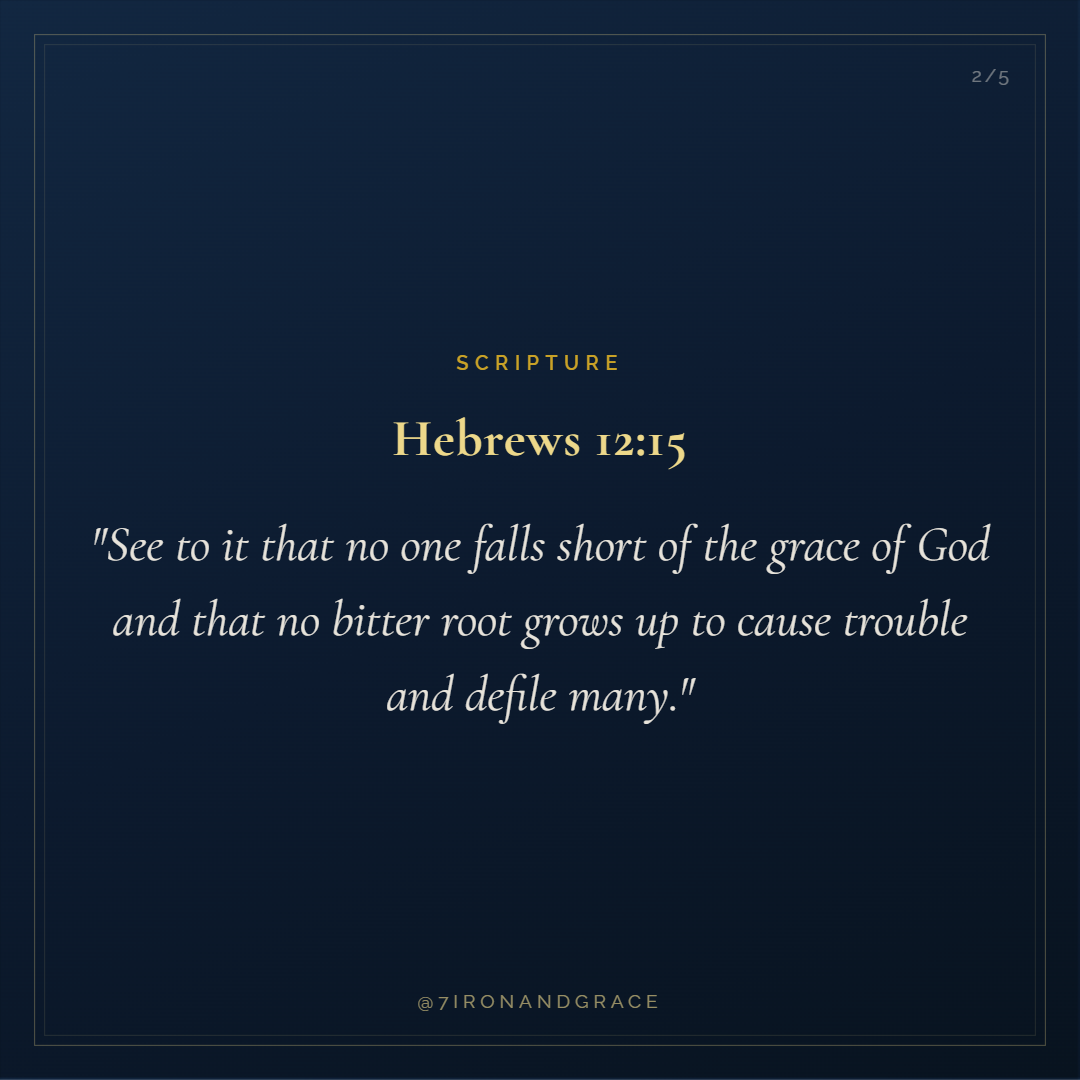 2/5
SCRIPTURE
Hebrews 12:15
"See to it that no one falls short of the grace of God
and that no bitter root grows up to cause trouble
and defile many."
@7IRONANDGRACE